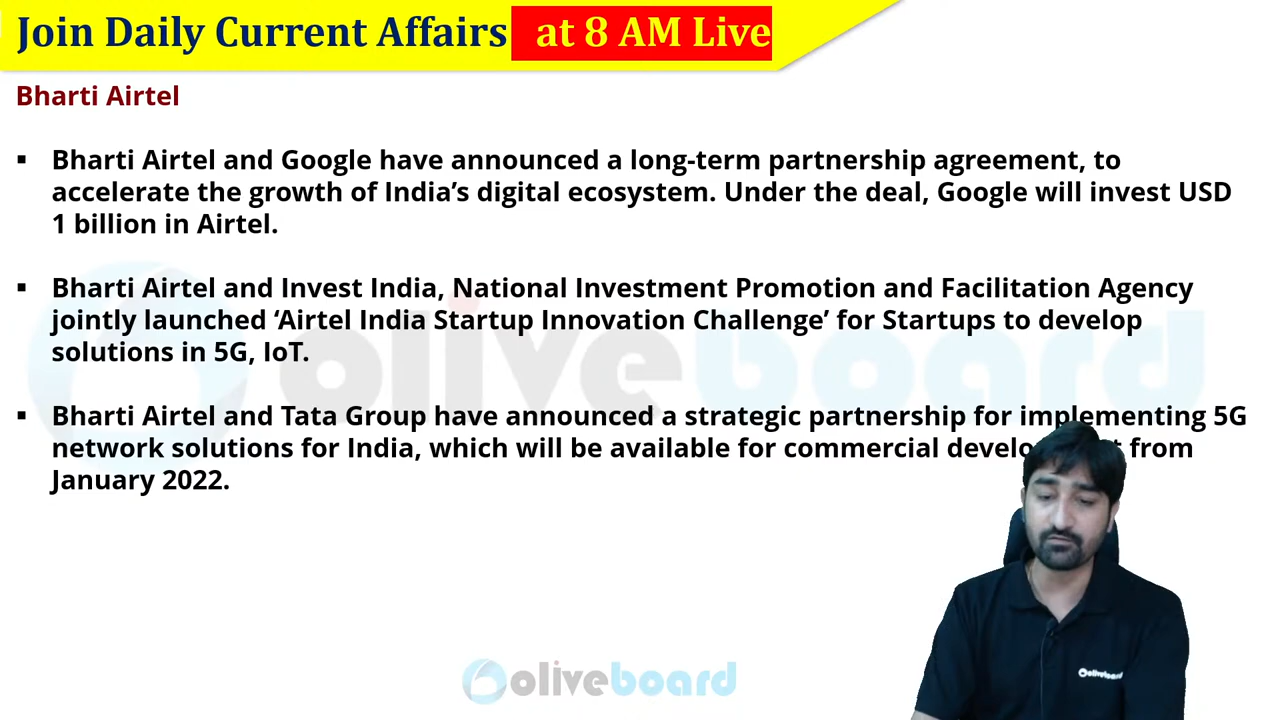 Join Daily Current Affairs at 8 AM Live
Bharti Airtel
▪ Bharti Airtel and Google have announced a long-term partnership agreement, to
accelerate the growth of India’s digital ecosystem. Under the deal, Google will invest USD
1 billion in Airtel.
▪ Bharti Airtel and Invest India, National Investment Promotion and Facilitation Agency
jointly launched ‘Airtel India Startup Innovation Challenge’ for Startups to develop
solutions in 5G, IoT.
▪ Bharti Airtel and Tata Group have announced a strategic partnership for implementing 5G
network solutions for India, which will be available for commercial from
January 2022.
oliveboard
oliveboard
oliveboard